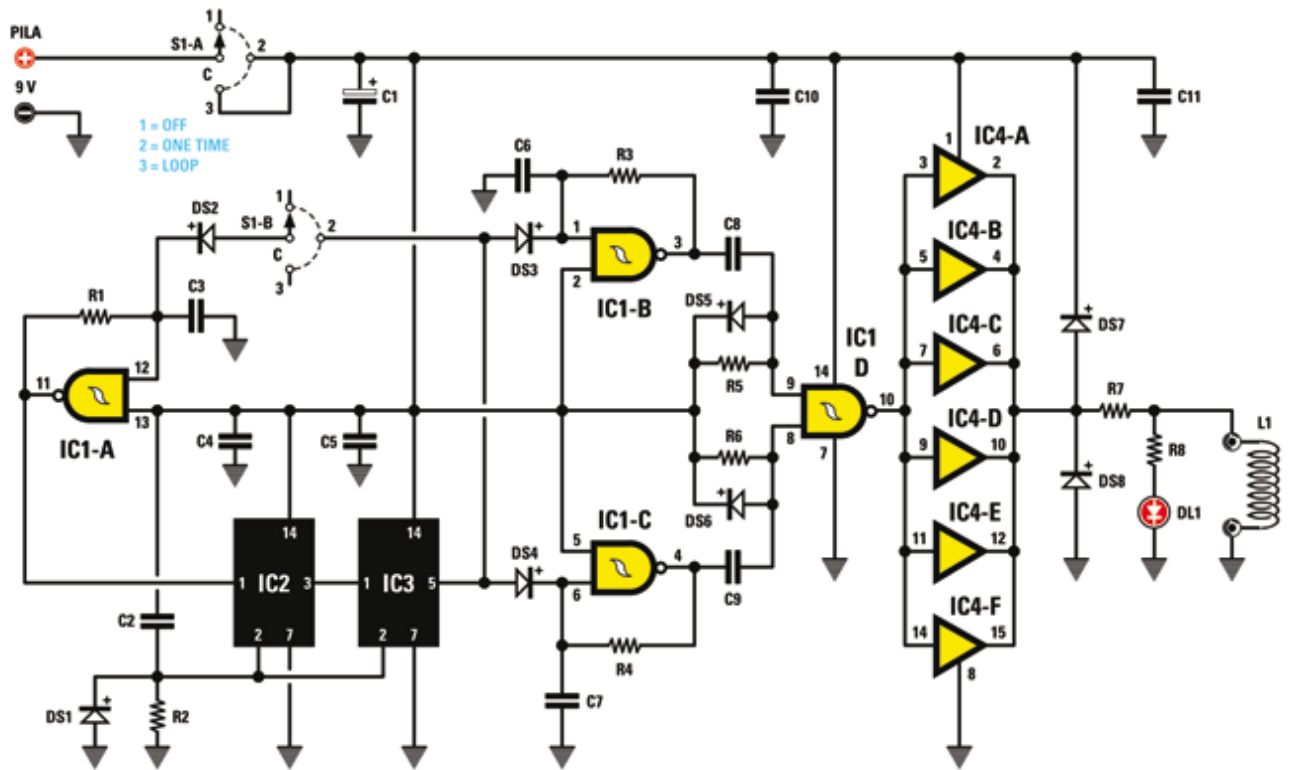 PILA
+
9 V
-
S1-A
1
2
C
3
1 = OFF
2 = ONE TIME
3 = LOOP
+
C1
C10
C11
DS2
+
S1-B
1
2
C
3
C6
R3
+
DS3
1
2
3
IC1-B
C8
R1
C3
11
12
13
IC1-A
C4
C5
DS5
+
R5
R6
DS6
+
IC1
D
14
9
8
10
7
IC4-A
1
3
2
IC4-B
5
4
IC4-C
7
6
IC4-D
9
10
IC4-E
11
12
IC4-F
14
15
8
+
DS7
+
DS8
R7
R8
DL1
L1
C2
14
1
IC2
3
2
7
14
1
IC3
5
2
7
DS4
+
IC1-C
5
6
4
C9
R4
C7
DS1
+
R2